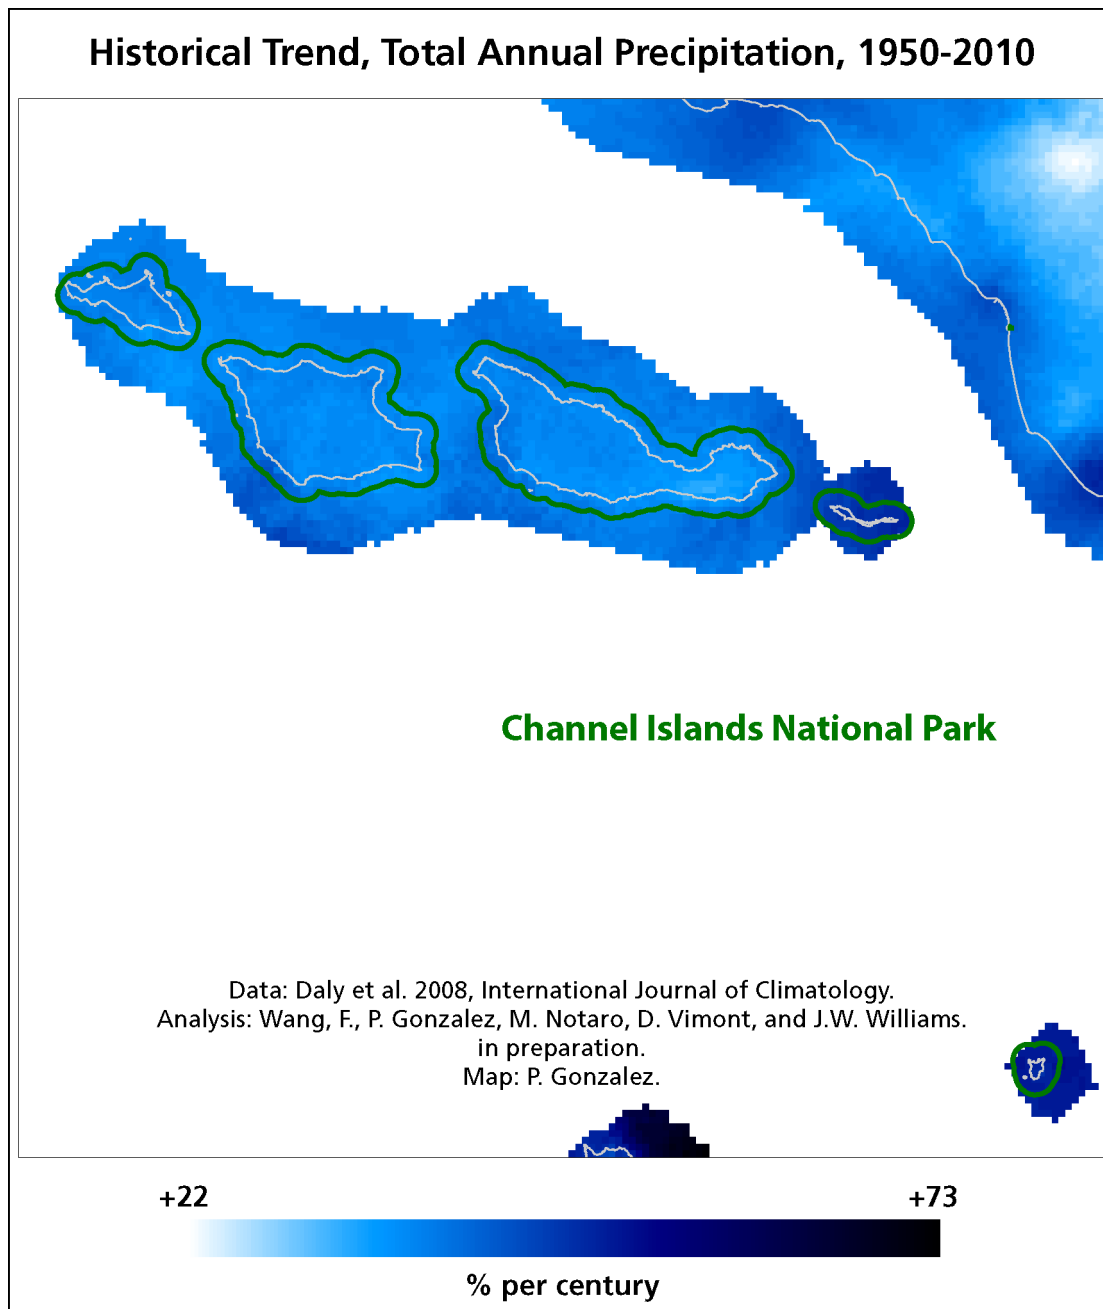 Historical Trend, Total Annual Precipitation, 1950-2010
Channel Islands National Park
Data: Daly et al. 2008, International Journal of Climatology.
Analysis: Wang, F., P. Gonzalez, M. Notaro, D. Vimont, and J.W. Williams.
in preparation.
Map: P. Gonzalez.
+22 +73
% per century